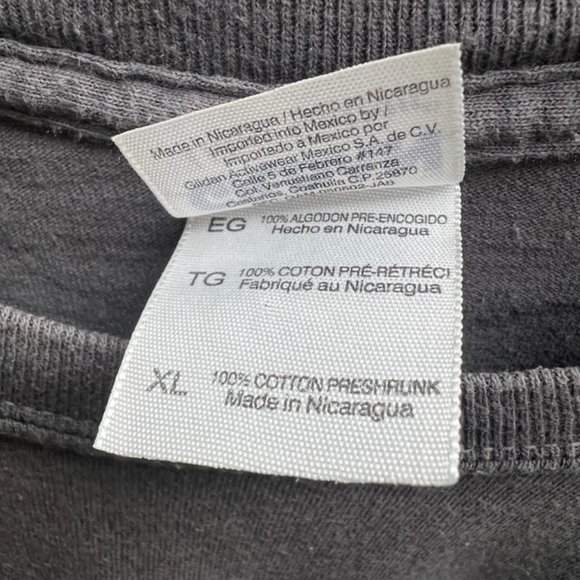 Made in Nicaragua / Hecho en Nicaragua
Imported into Mexico by /
Importado a Mexico por
Gildan Activewear Mexico S.A. de C.V.
Calle 5 de Febrero #147
Col. Venustiano Carranza
Castanos, Coahuila C.P. 25870
EG 100% ALGODON PRE-ENCOGIDO
Hecho en Nicaragua
TG 100% COTON PRÉ-RÉTRÉCI
Fabriqué au Nicaragua
XL 100% COTTON PRESHRUNK
Made in Nicaragua